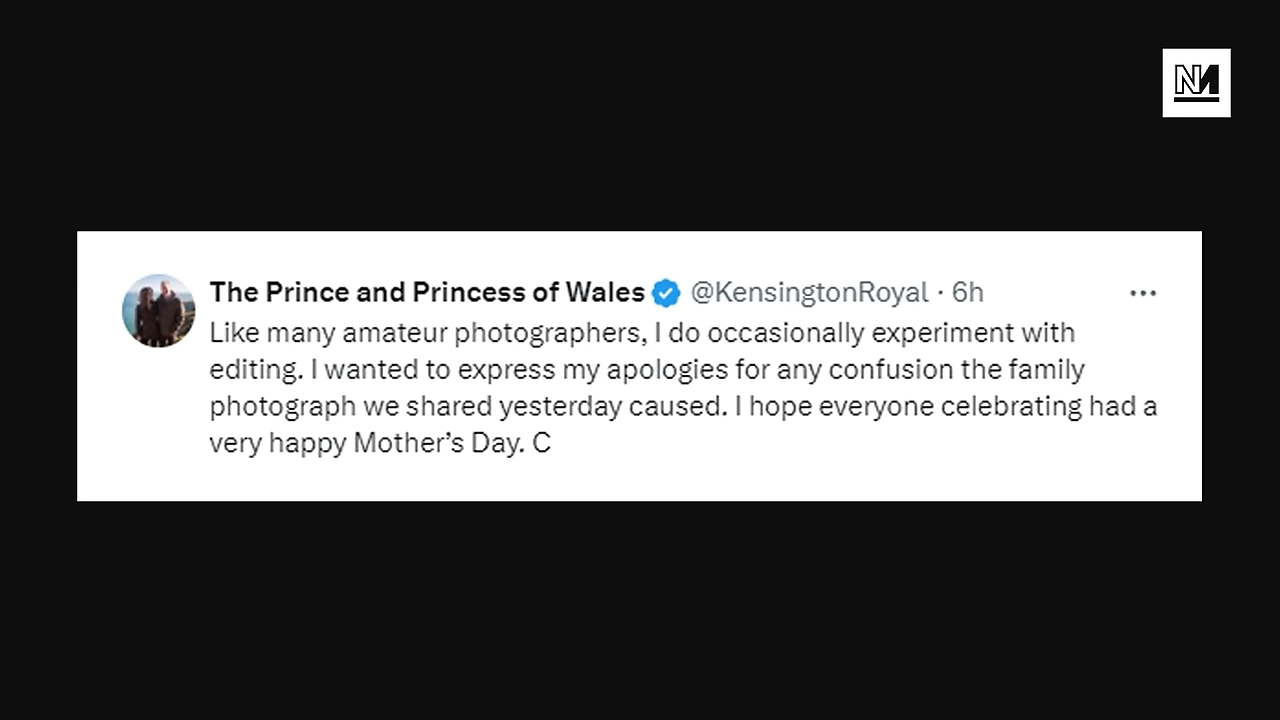 NM
The Prince and Princess of Wales @KensingtonRoyal · 6h
Like many amateur photographers, I do occasionally experiment with
editing. I wanted to express my apologies for any confusion the family
photograph we shared yesterday caused. I hope everyone celebrating had a
very happy Mother’s Day. C